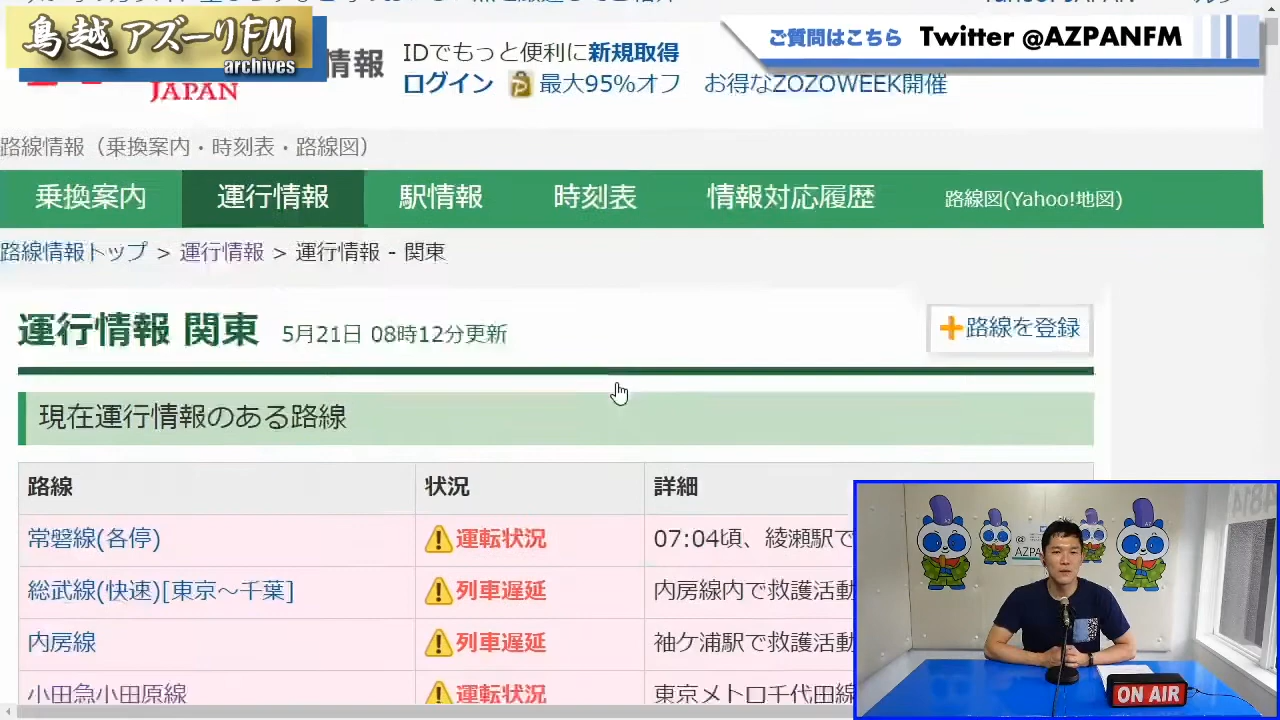 鳥越アズーリFM
archives
情報
JAPAN
IDでもっと便利に新規取得
ログイン 最大95%オフ お得なZOZOWEEK開催
ご質問はこちら Twitter @AZPANFM
路線情報（乗換案内・時刻表・路線図）
乗換案内 運行情報 駅情報 時刻表 情報対応履歴 路線図(Yahoo!地図)
路線情報トップ > 運行情報 > 運行情報 - 関東
運行情報 関東 5月21日 08時12分更新
+路線を登録
現在運行情報のある路線
路線 状況 詳細
常磐線(各停) 運転状況 07:04頃、綾瀬駅で
総武線(快速)[東京～千葉] 列車遅延 内房線内で救護活動
内房線 列車遅延 袖ケ浦駅で救護活動
小田急小田原線 運転状況 東京メトロ千代田線
ON AIR